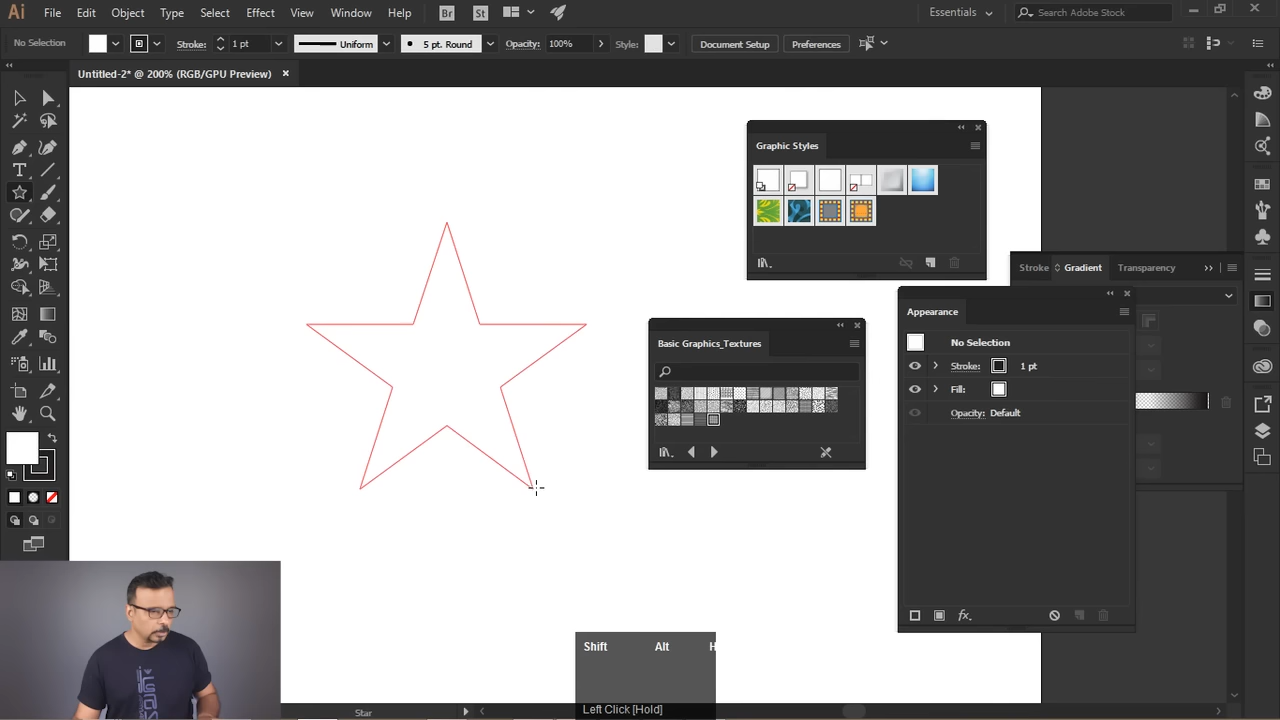 Ai File Edit Object Type Select Effect View Window Help Br St Essentials Search Adobe Stock
No Selection Stroke: 1 pt Uniform 5 pt. Round Opacity: 100% Style: Document Setup Preferences
Untitled-2* @ 200% (RGB/GPU Preview)
Graphic Styles
Stroke Gradient Transparency
Appearance
No Selection
Stroke: 1 pt
Fill:
Opacity: Default
fx.
Basic Graphics_Textures
Shift Alt H
Left Click [Hold]
Star